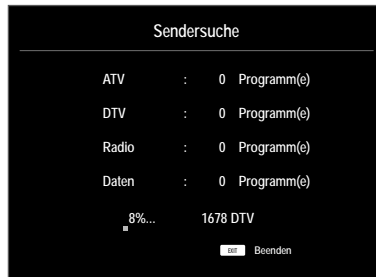 Sendersuche
ATV : 0 Programm(e)
DTV : 0 Programm(e)
Radio : 0 Programm(e)
Daten : 0 Programm(e)
8%... 1678 DTV
EXIT Beenden